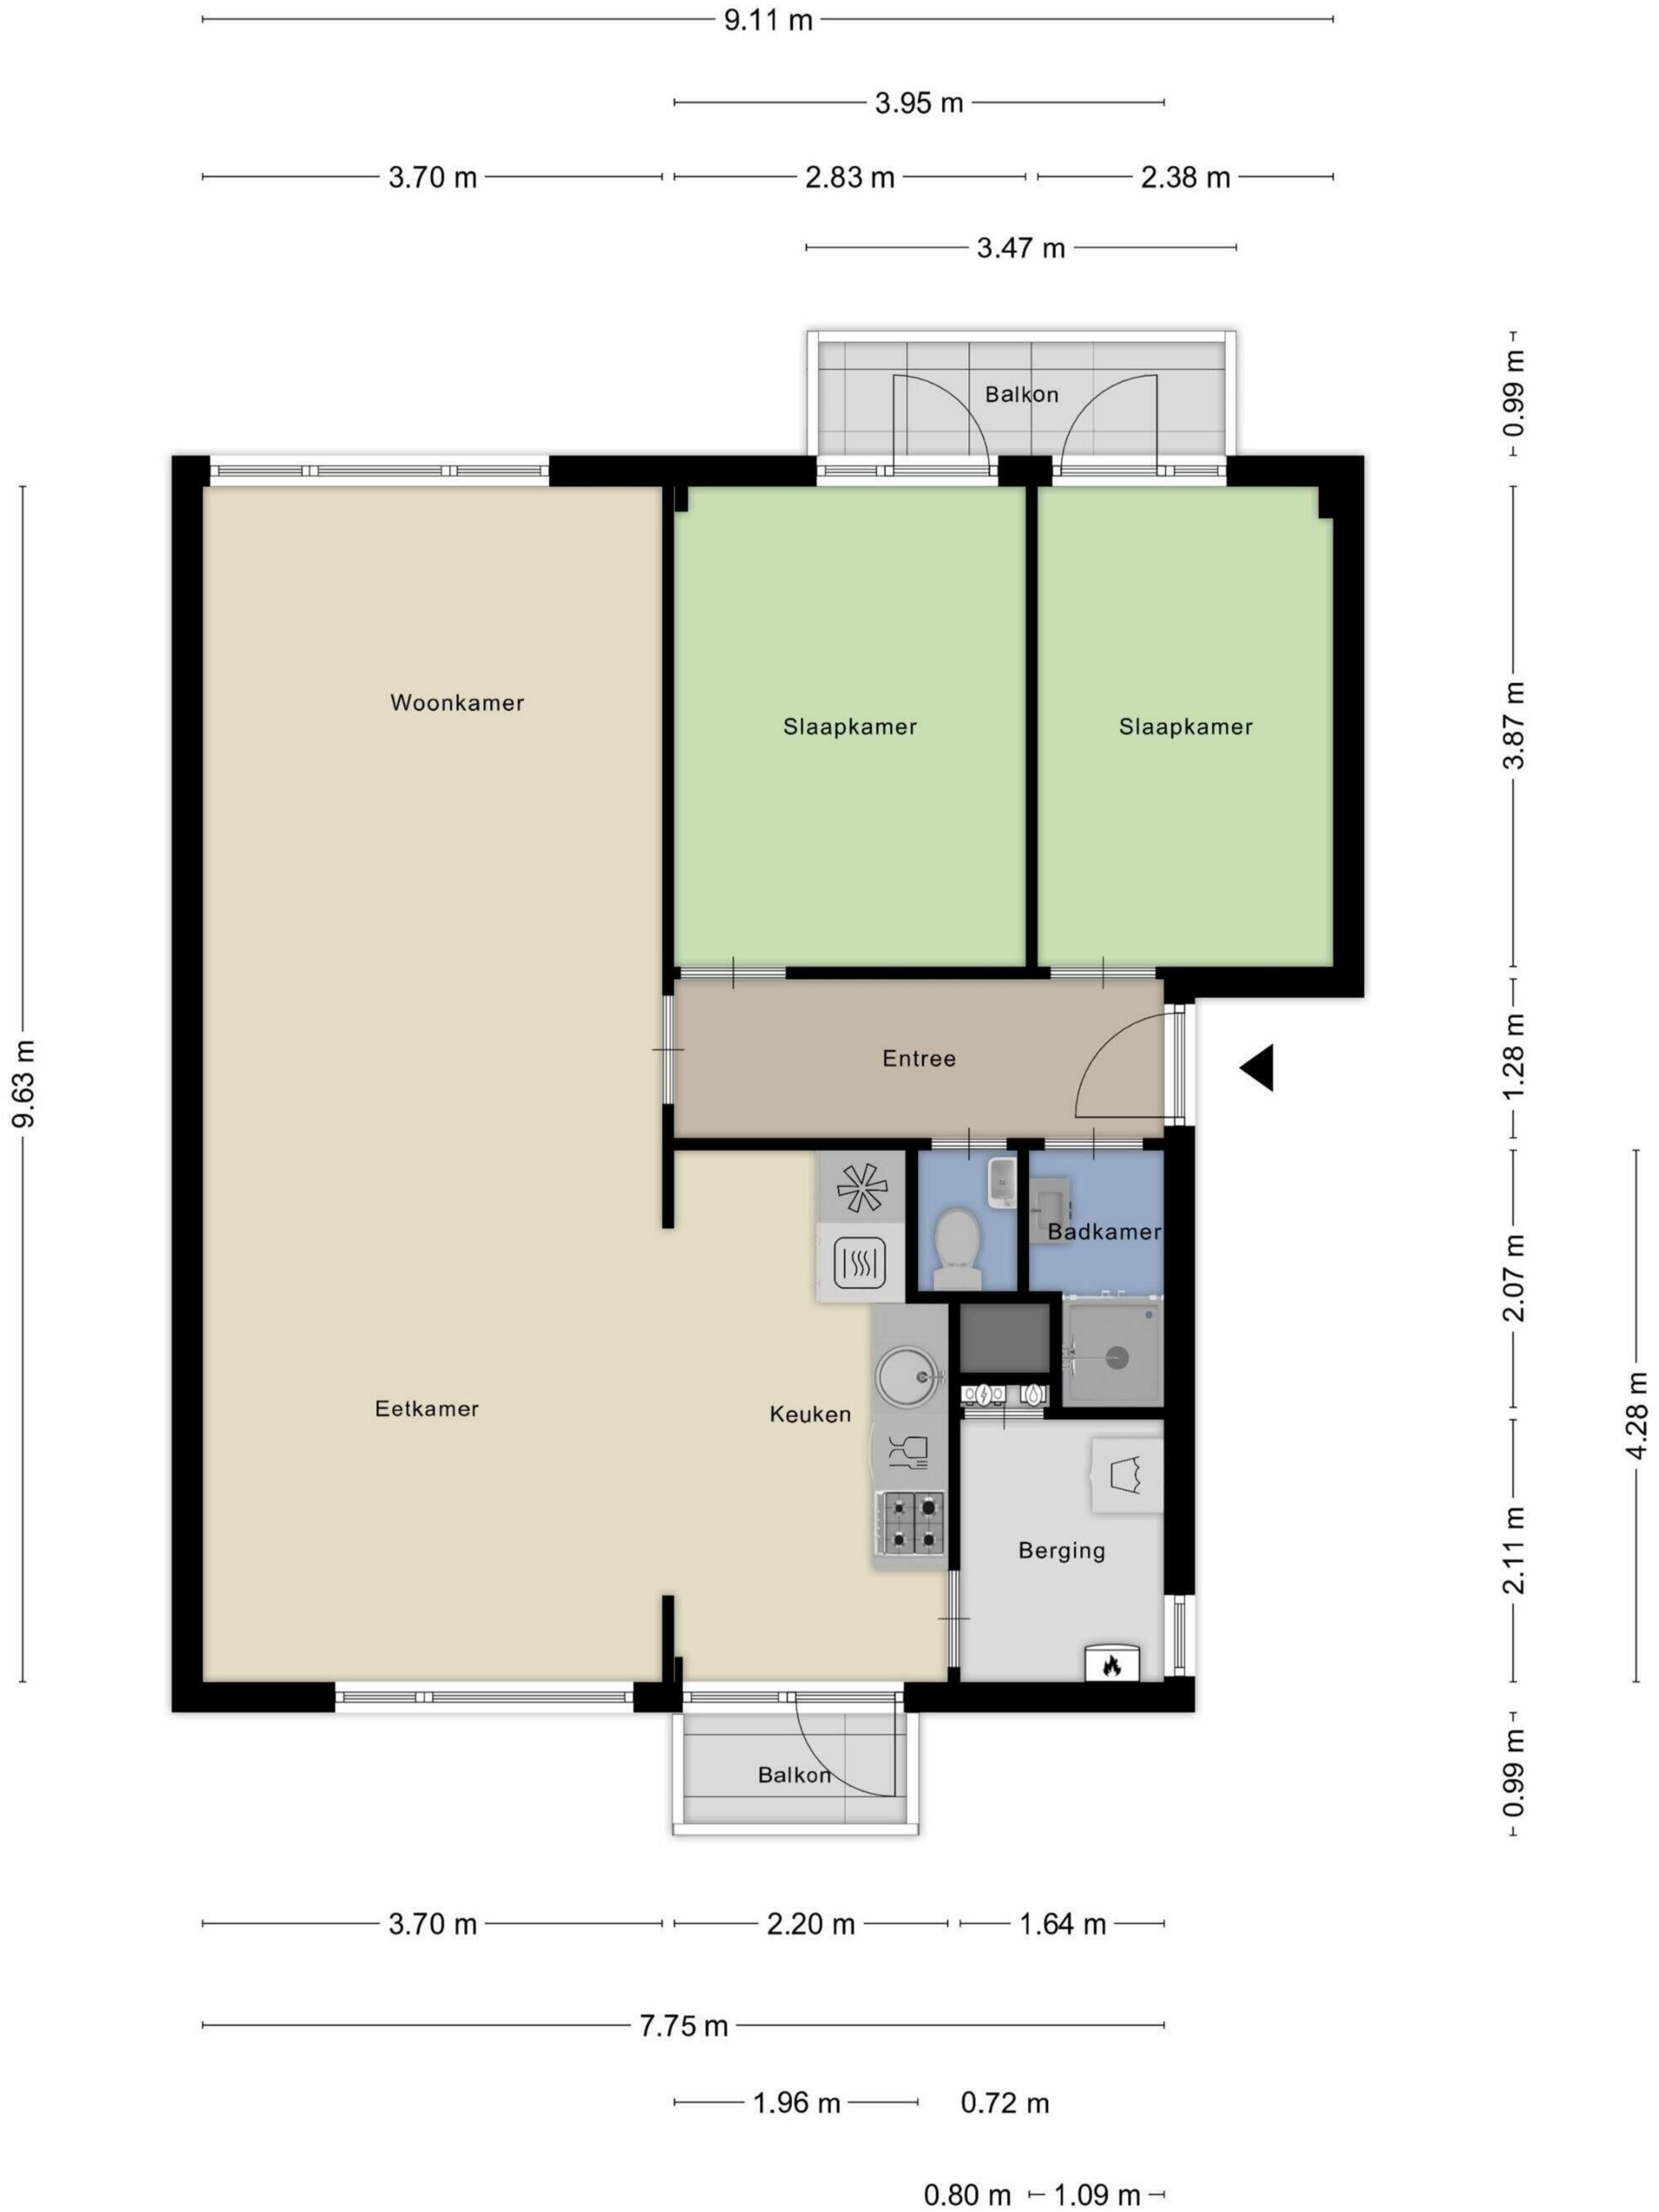 9.11 m
3.95 m
3.70 m
2.83 m
2.38 m
3.47 m
0.99 m
Balkon
Woonkamer
Slaapkamer
Slaapkamer
3.87 m
9.63 m
Entree
1.28 m
Badkamer
2.07 m
Eetkamer
Keuken
4.28 m
Berging
2.11 m
Balkon
0.99 m
3.70 m
2.20 m
1.64 m
7.75 m
1.96 m
0.72 m
0.80 m
1.09 m